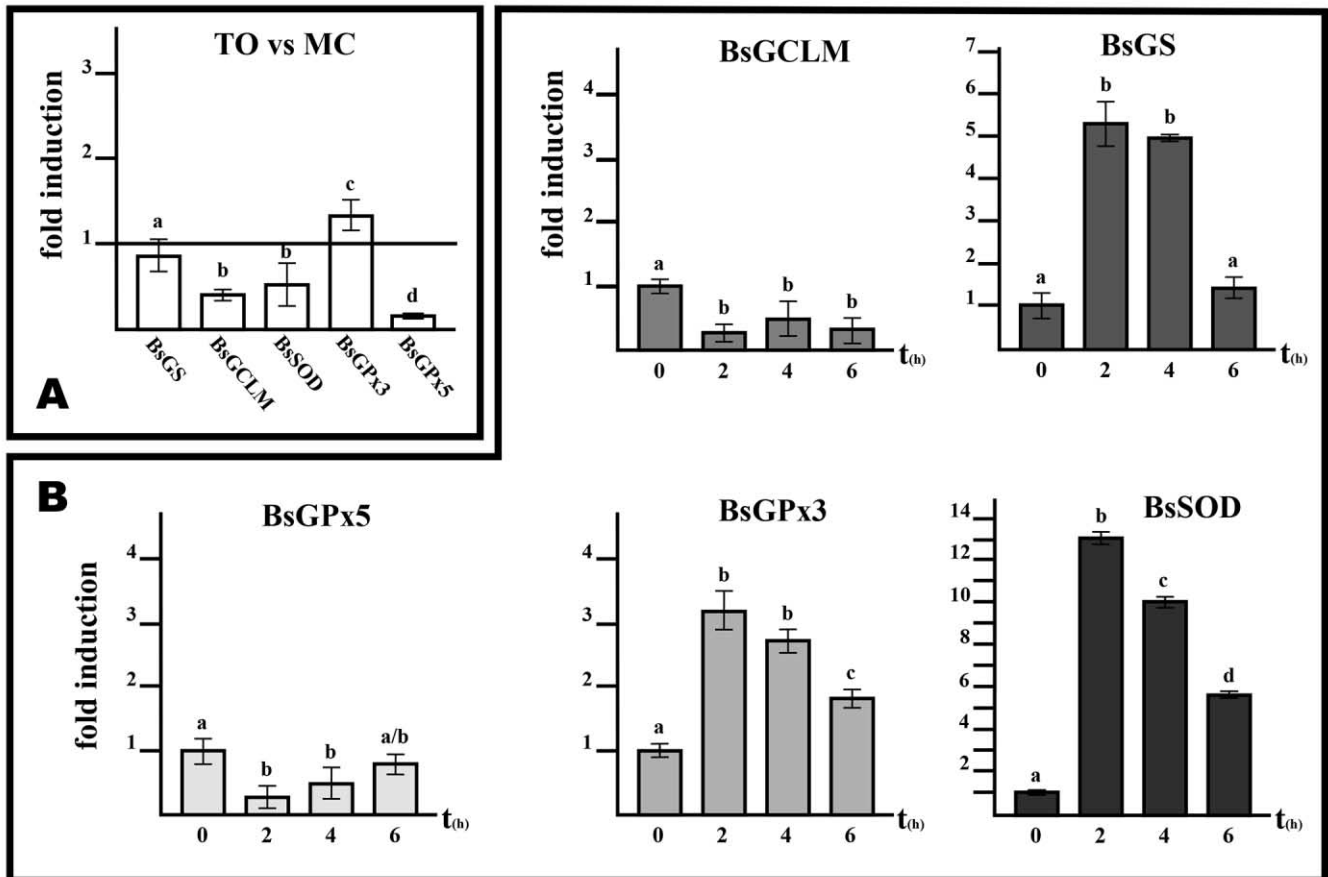 TO vs MC
fold induction
3
2
1
a
b
b
c
d
BsGS
BsGCLM
BsSOD
BsGPx3
BsGPx5
A
BsGCLM
fold induction
4
3
2
1
a
b
b
b
0 2 4 6 t(h)
BsGS
7
6
5
4
3
2
1
a
b
b
a
0 2 4 6 t(h)
B
BsGPx5
fold induction
4
3
2
1
a
b
b
a/b
0 2 4 6 t(h)
BsGPx3
4
3
2
1
a
b
b
c
0 2 4 6 t(h)
BsSOD
14
12
10
8
6
4
2
a
b
c
d
0 2 4 6 t(h)